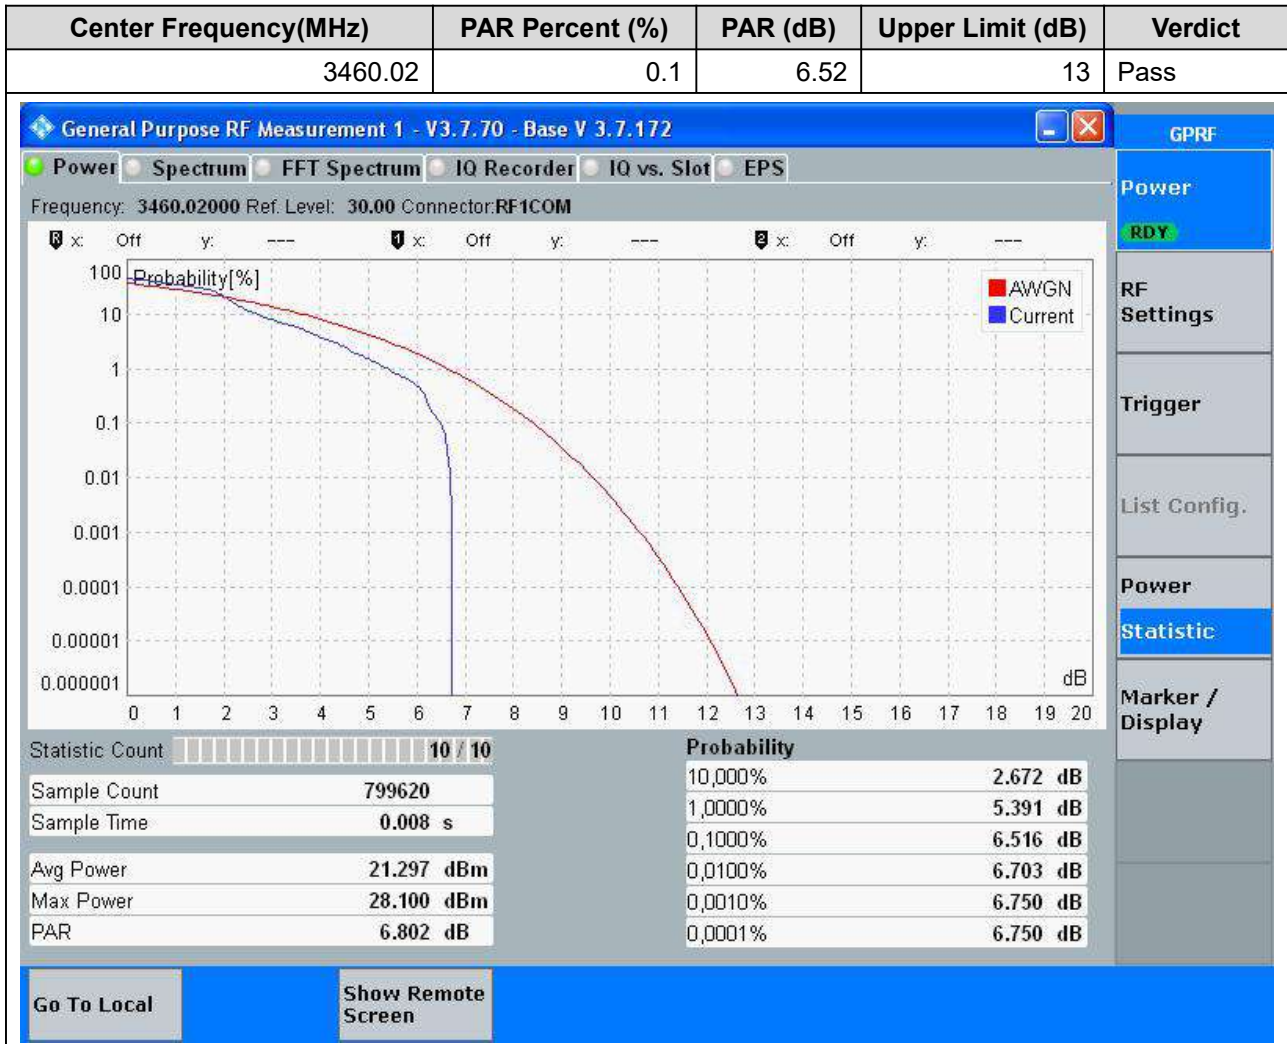 Center Frequency(MHz) PAR Percent (%) PAR (dB) Upper Limit (dB) Verdict
3460.02 0.1 6.52 13 Pass
General Purpose RF Measurement 1 - V3.7.70 - Base V 3.7.172
GPRF
Power Spectrum FFT Spectrum IQ Recorder IQ vs. Slot EPS
Frequency: 3460.02000 Ref. Level: 30.00 Connector:RF1COM
R x: Off y: --- 1 x: Off y: --- 2 x: Off y: ---
Probability[%]
AWGN
Current
100
10
1
0.1
0.01
0.001
0.0001
0.00001
0.000001
dB
0 1 2 3 4 5 6 7 8 9 10 11 12 13 14 15 16 17 18 19 20
Statistic Count 10 / 10
Sample Count 799620
Sample Time 0.008 s
Avg Power 21.297 dBm
Max Power 28.100 dBm
PAR 6.802 dB
Probability
10,000% 2.672 dB
1,0000% 5.391 dB
0,1000% 6.516 dB
0,0100% 6.703 dB
0,0010% 6.750 dB
0,0001% 6.750 dB
Power
RDY
RF
Settings
Trigger
List Config.
Power
Statistic
Marker /
Display
Go To Local
Show Remote
Screen